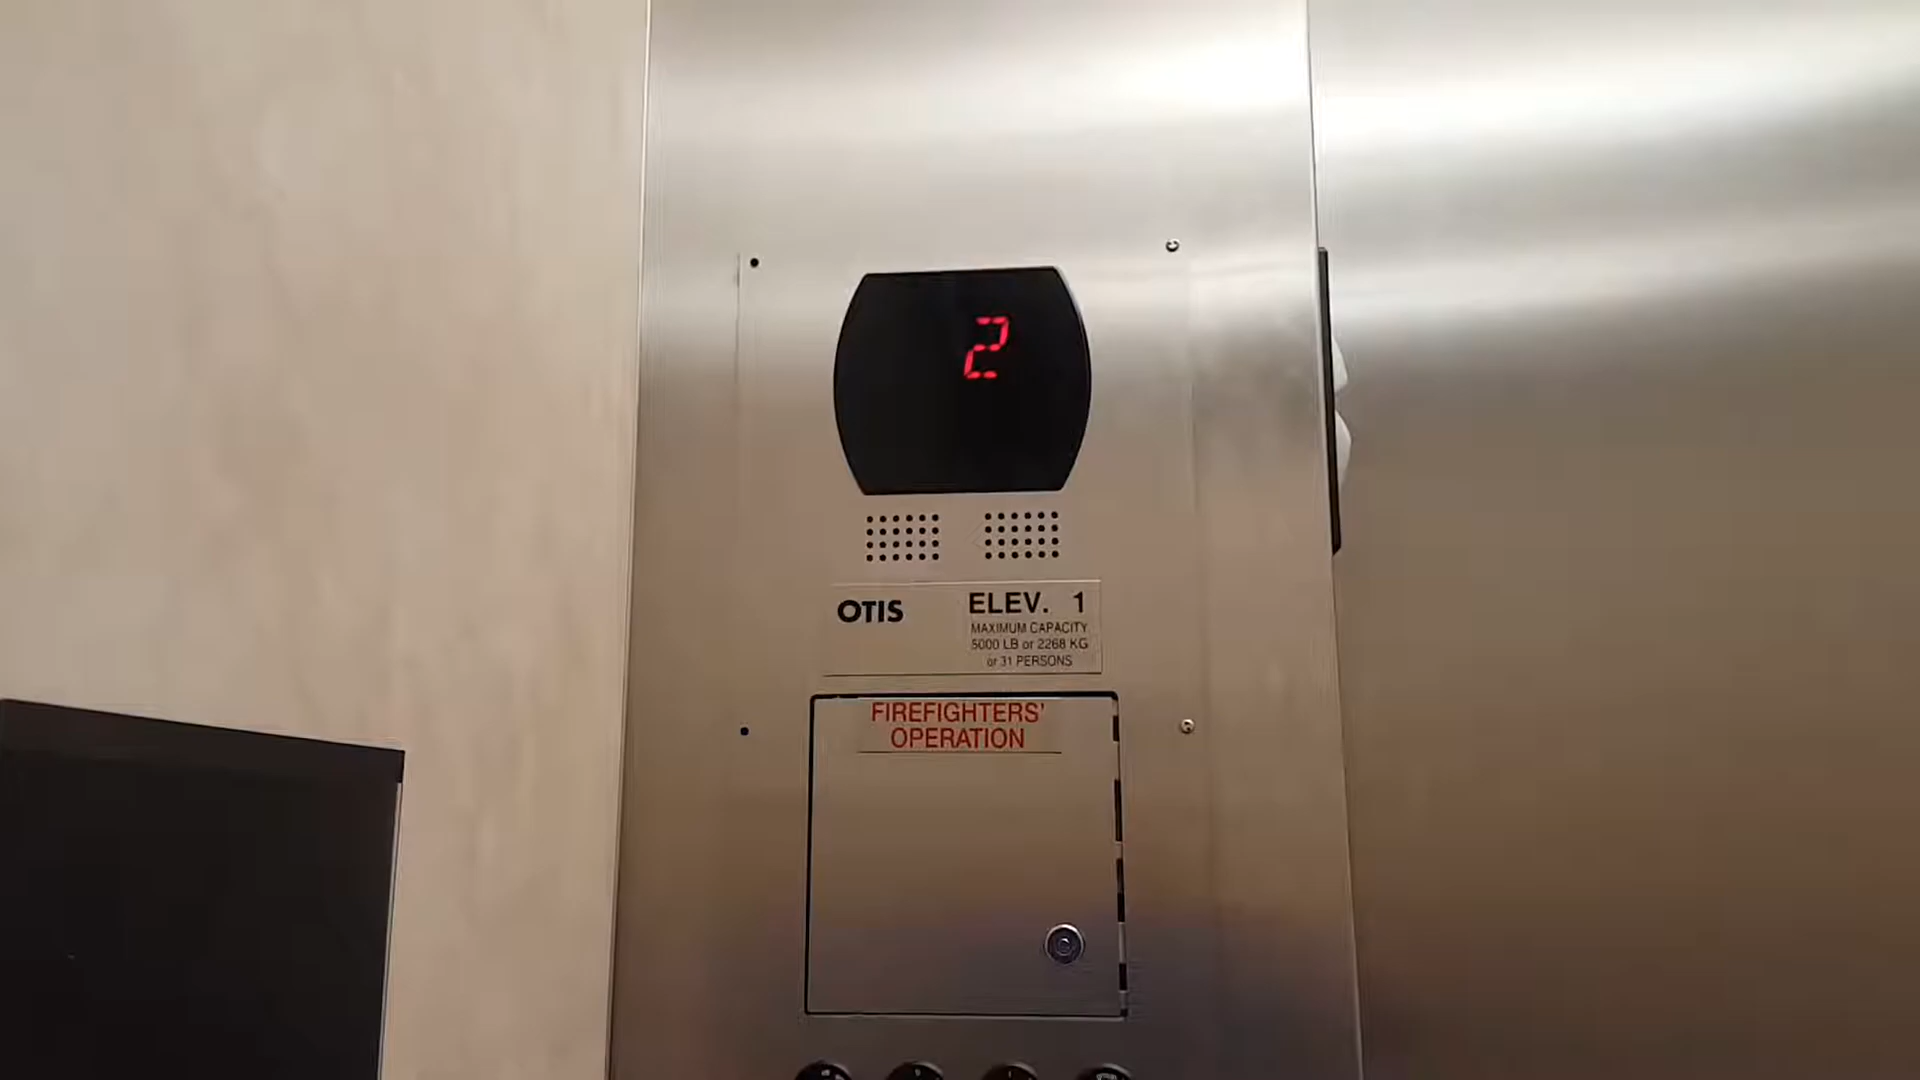 2
OTIS
ELEV. 1
MAXIMUM CAPACITY
5000 LB or 2268 KG
or 31 PERSONS
FIREFIGHTERS'
OPERATION